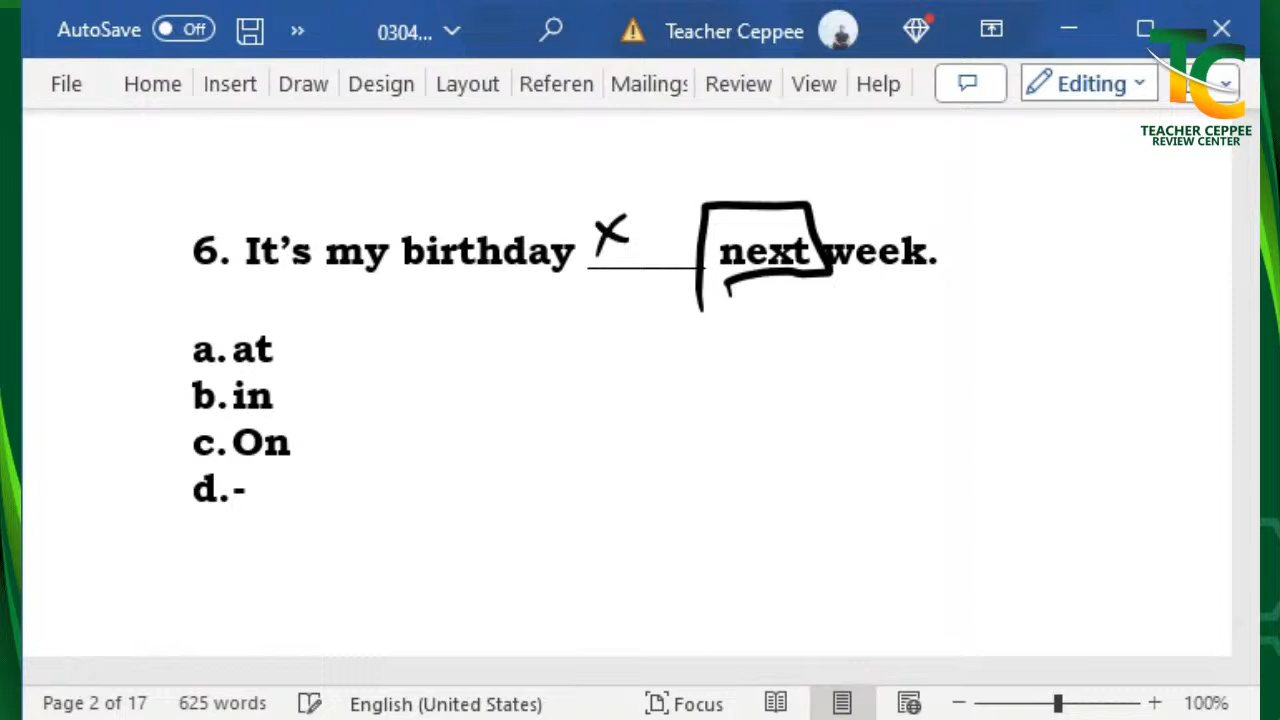 AutoSave Off » 0304... Teacher Ceppee
File Home Insert Draw Design Layout Referen Mailings Review View Help Editing
TC
TEACHER CEPPEE
REVIEW CENTER
x
6. It's my birthday ______ next week.
a. at
b. in
c. On
d. -
Page 2 of 17 625 words English (United States) Focus − + 100%